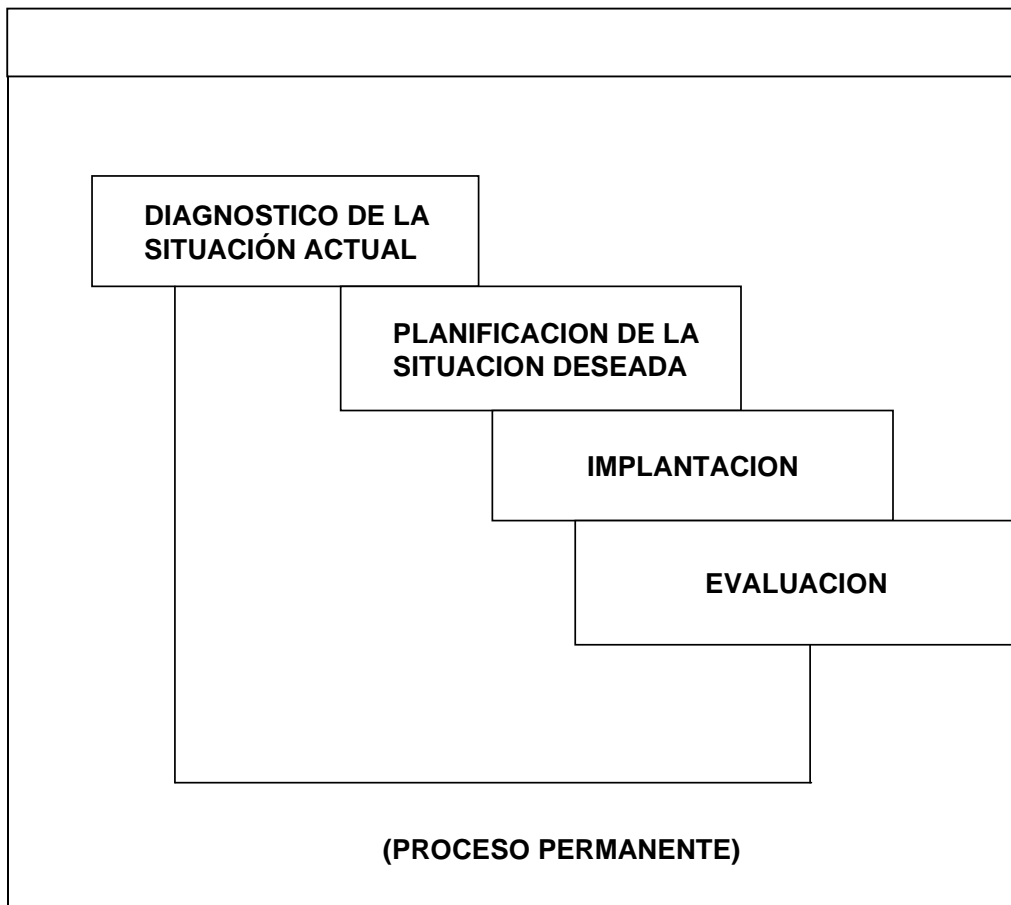 DIAGNOSTICO DE LA
SITUACIÓN ACTUAL
PLANIFICACION DE LA
SITUACION DESEADA
IMPLANTACION
EVALUACION
(PROCESO PERMANENTE)